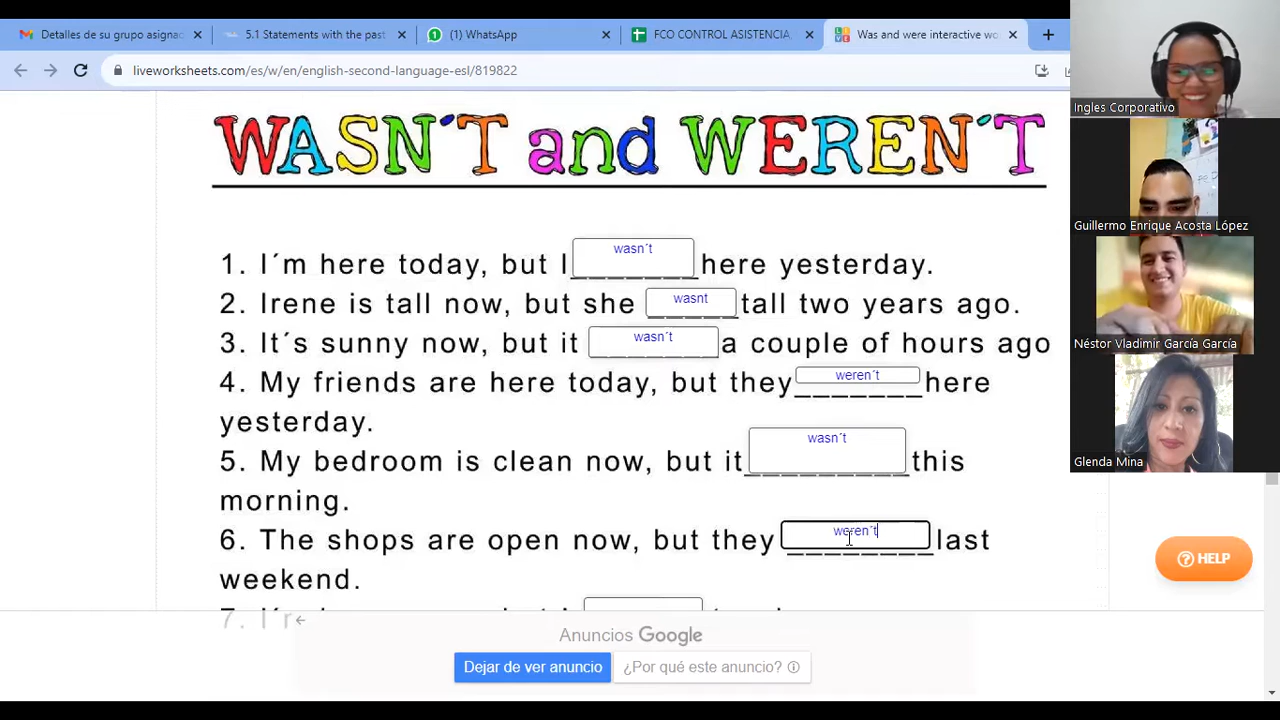 Detalles de su grupo asignac
5.1 Statements with the past
(1) WhatsApp
FCO CONTROL ASISTENCIA,
Was and were interactive wo
liveworksheets.com/es/w/en/english-second-language-esl/819822
WASN´T and WEREN´T
1. I´m here today, but I wasn´t here yesterday.
2. Irene is tall now, but she wasnt tall two years ago.
3. It´s sunny now, but it wasn´t a couple of hours ago
4. My friends are here today, but they weren´t here
yesterday.
5. My bedroom is clean now, but it wasn´t this
morning.
6. The shops are open now, but they weren´t last
weekend.
7.
HELP
Anuncios Google
Dejar de ver anuncio
¿Por qué este anuncio?
Ingles Corporativo
Guillermo Enrique Acosta López
Néstor Vladimir García García
Glenda Mina